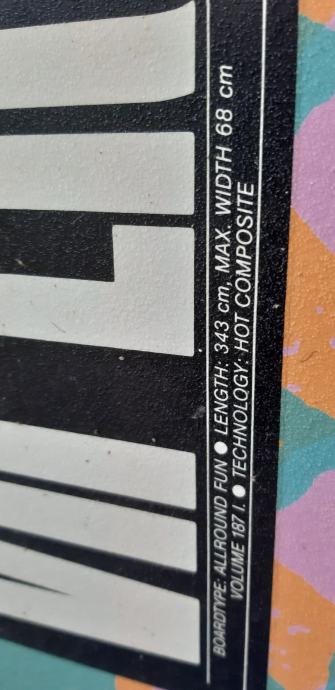 BOARDTYPE: ALLROUND FUN ● LENGTH: 343 cm, MAX. WIDTH 68 cm
VOLUME 187 l. ● TECHNOLOGY: HOT COMPOSITE